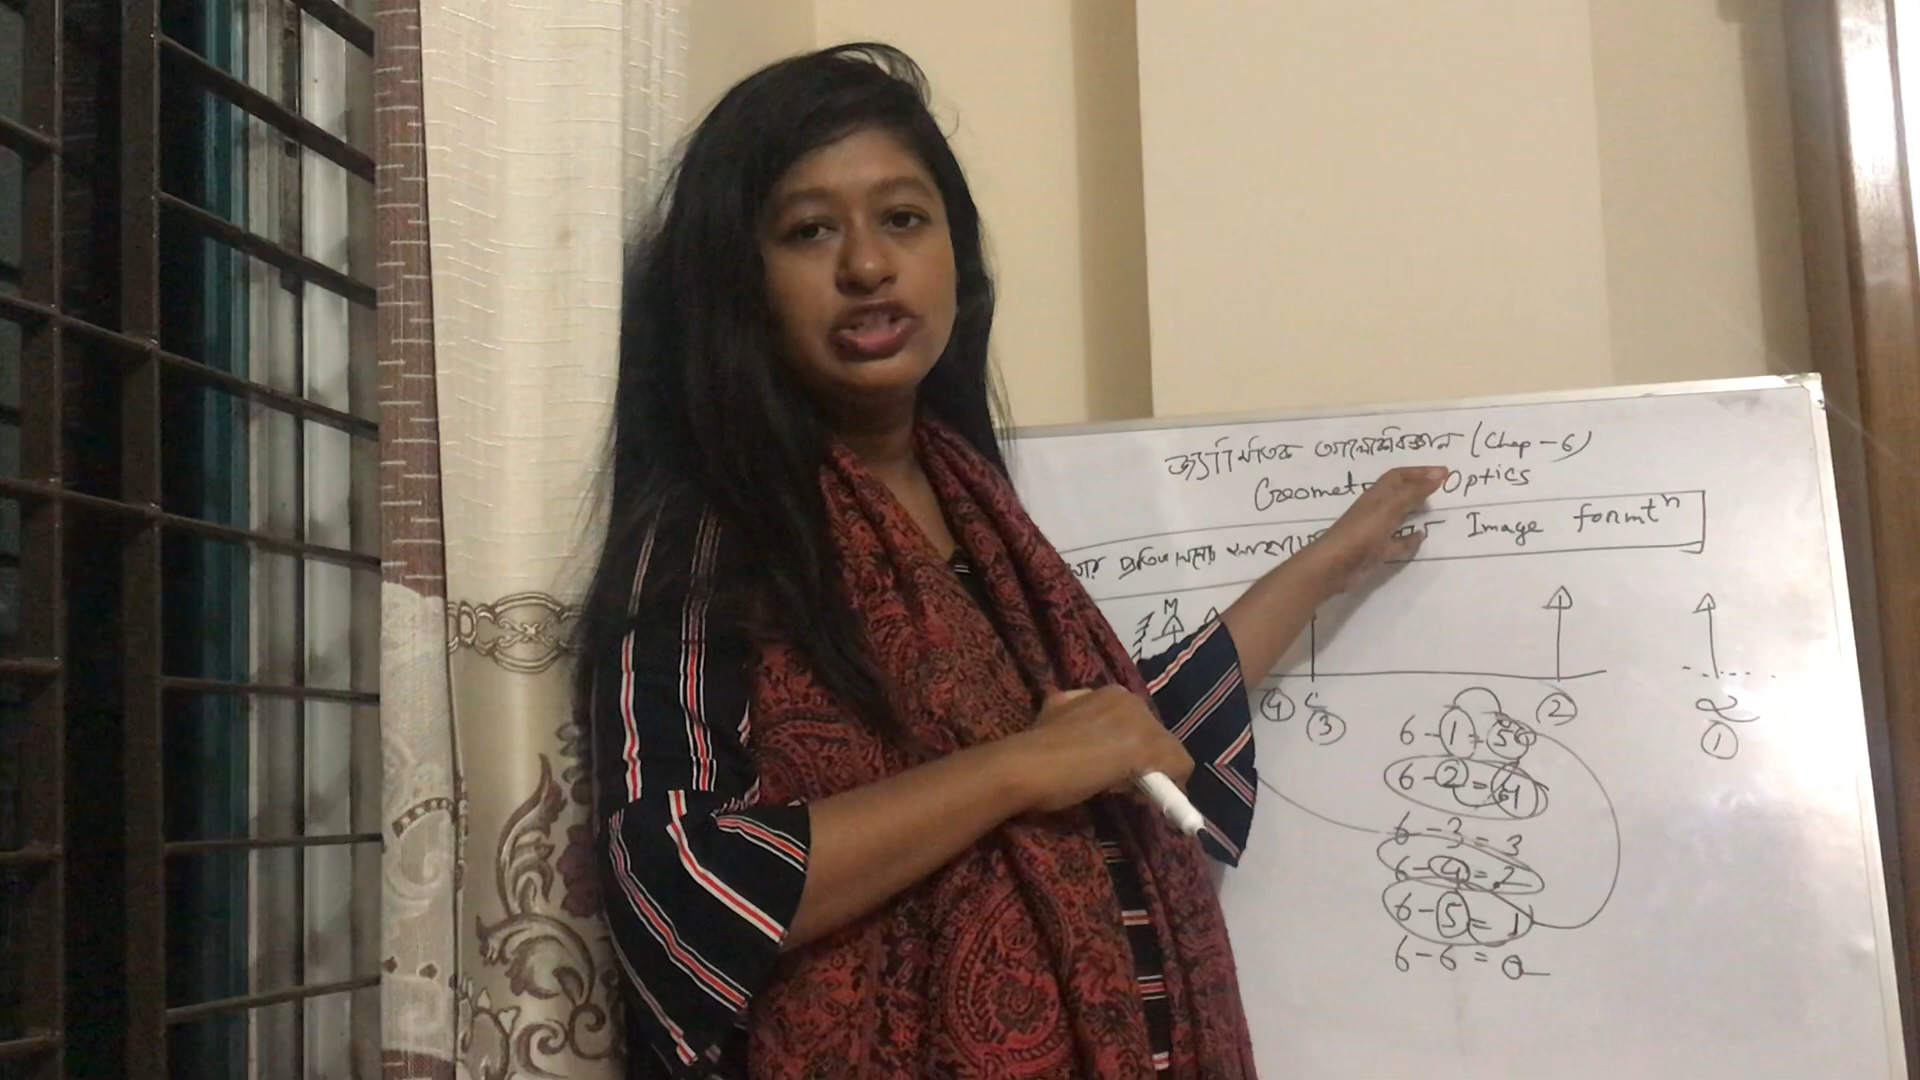 জ্যামিতিক আলোকবিজ্ঞান (Chap - 6)
Geomet Optics
Image formtⁿ
M
④ ③ ② α
①
6 - 1 = 5
6 - 2 = 4
6 - 3 = 3
6 - 4 = 2
6 - 5 = 1
6 - 6 = 0